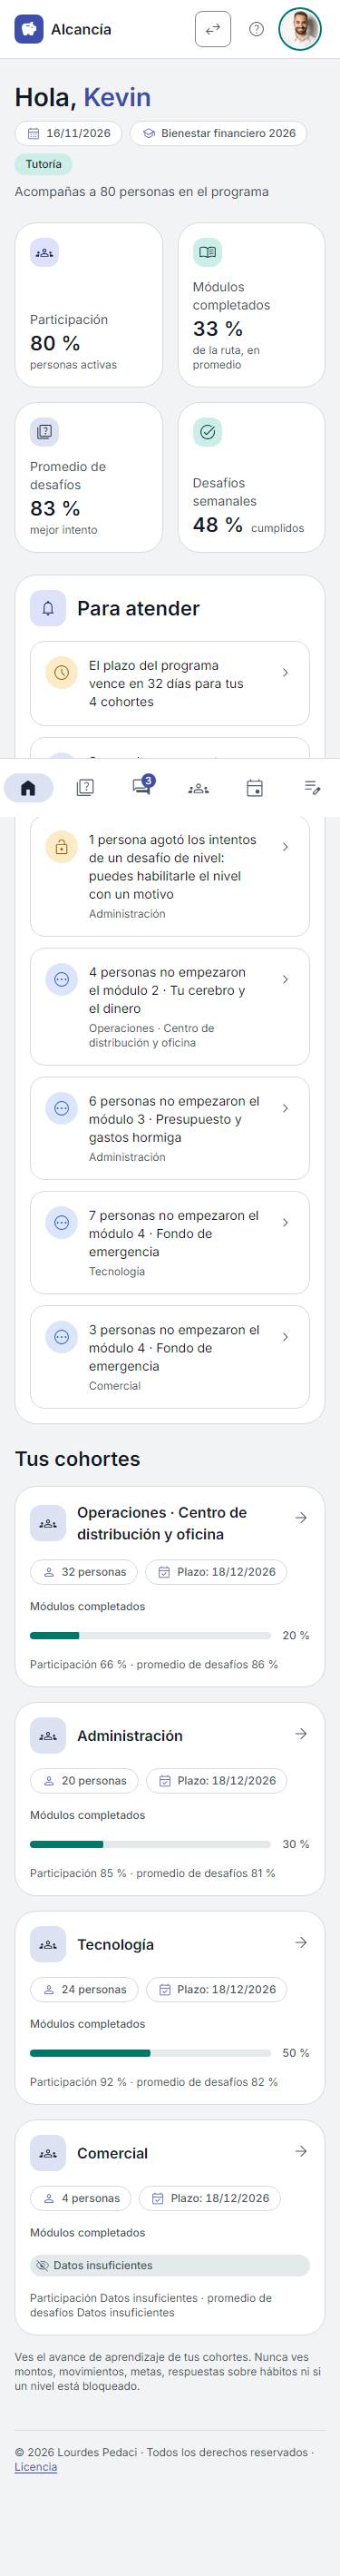 Alcancía
Hola, Kevin
16/11/2026
Bienestar financiero 2026
Tutoría
Acompañas a 80 personas en el programa
Participación
80 %
personas activas
Módulos
completados
33 %
de la ruta, en
promedio
Promedio de
desafíos
83 %
mejor intento
Desafíos
semanales
48 % cumplidos
Para atender
El plazo del programa
vence en 32 días para tus
4 cohortes
3
1 persona agotó los intentos
de un desafío de nivel:
puedes habilitarle el nivel
con un motivo
Administración
4 personas no empezaron
el módulo 2 · Tu cerebro y
el dinero
Operaciones · Centro de
distribución y oficina
6 personas no empezaron el
módulo 3 · Presupuesto y
gastos hormiga
Administración
7 personas no empezaron el
módulo 4 · Fondo de
emergencia
Tecnología
3 personas no empezaron el
módulo 4 · Fondo de
emergencia
Comercial
Tus cohortes
Operaciones · Centro de
distribución y oficina
32 personas
Plazo: 18/12/2026
Módulos completados
20 %
Participación 66 % · promedio de desafíos 86 %
Administración
20 personas
Plazo: 18/12/2026
Módulos completados
30 %
Participación 85 % · promedio de desafíos 81 %
Tecnología
24 personas
Plazo: 18/12/2026
Módulos completados
50 %
Participación 92 % · promedio de desafíos 82 %
Comercial
4 personas
Plazo: 18/12/2026
Módulos completados
Datos insuficientes
Participación Datos insuficientes · promedio de
desafíos Datos insuficientes
Ves el avance de aprendizaje de tus cohortes. Nunca ves
montos, movimientos, metas, respuestas sobre hábitos ni si
un nivel está bloqueado.
© 2026 Lourdes Pedaci · Todos los derechos reservados ·
Licencia